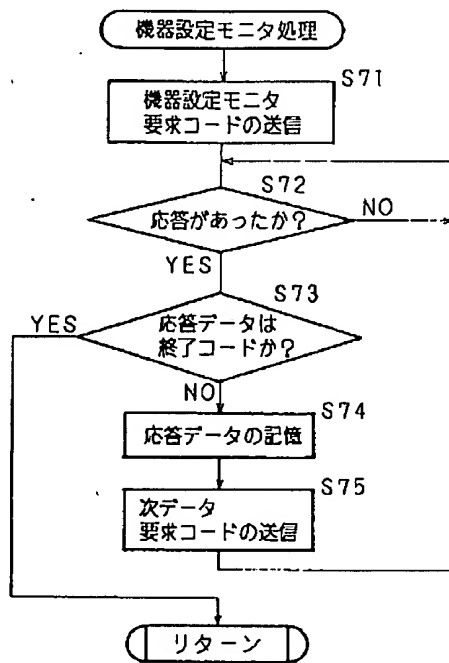 機器設定モニタ処理
S71
機器設定モニタ
要求コードの送信
S72
応答があったか?
NO
YES
S73
YES
応答データは
終了コードか?
NO
S74
応答データの記憶
S75
次データ
要求コードの送信
リターン